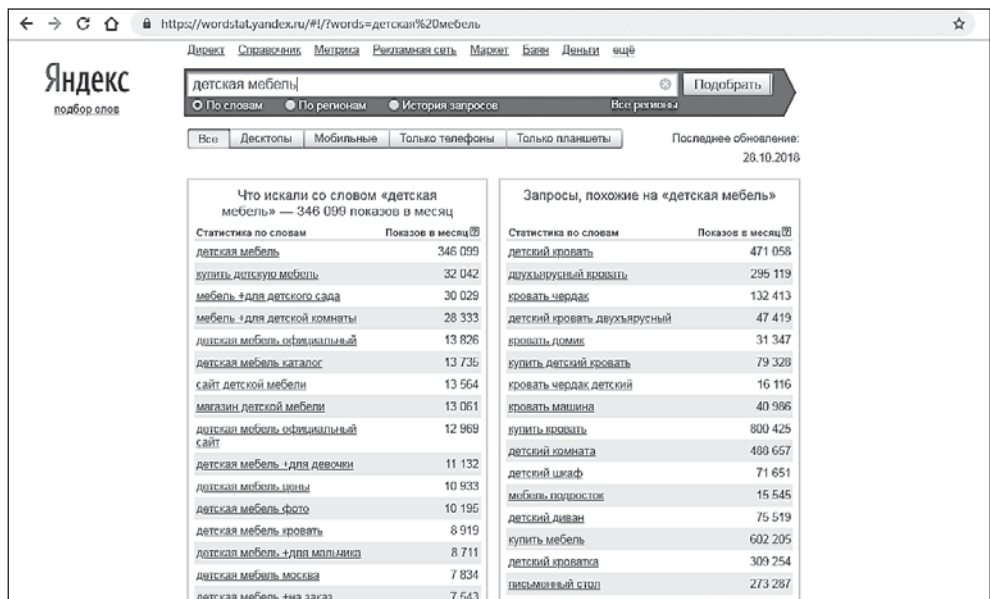 https://wordstat.yandex.ru/#!/?words=детская%20мебель
Директ Справочник Метрика Рекламная сеть Маркет Баян Деньги ещё
Яндекс
подбор слов
детская мебель
Подобрать
По словам По регионам История запросов Все регионы
Все Десктопы Мобильные Только телефоны Только планшеты
Последнее обновление:
28.10.2018
Что искали со словом «детская
мебель» — 346 099 показов в месяц
Статистика по словам Показов в месяц ?
детская мебель 346 099
купить детскую мебель 32 042
мебель +для детского сада 30 029
мебель +для детской комнаты 28 333
детская мебель официальный 13 826
детская мебель каталог 13 735
сайт детской мебели 13 564
магазин детской мебели 13 061
детская мебель официальный 12 969
сайт
детская мебель +для девочки 11 132
детская мебель цены 10 933
детская мебель фото 10 195
детская мебель кровать 8 919
детская мебель +для мальчика 8 711
детская мебель москва 7 834
детская мебель +на заказ 7 543
Запросы, похожие на «детская мебель»
Статистика по словам Показов в месяц ?
детский кровать 471 058
двухъярусный кровать 295 119
кровать чердак 132 413
детский кровать двухъярусный 47 419
кровать домик 31 347
купить детский кровать 79 328
кровать чердак детский 16 116
кровать машина 40 986
купить кровать 800 425
детский комната 488 657
детский шкаф 71 651
мебель подросток 15 545
детский диван 75 519
купить мебель 602 205
детский кроватка 309 254
письменный стол 273 287